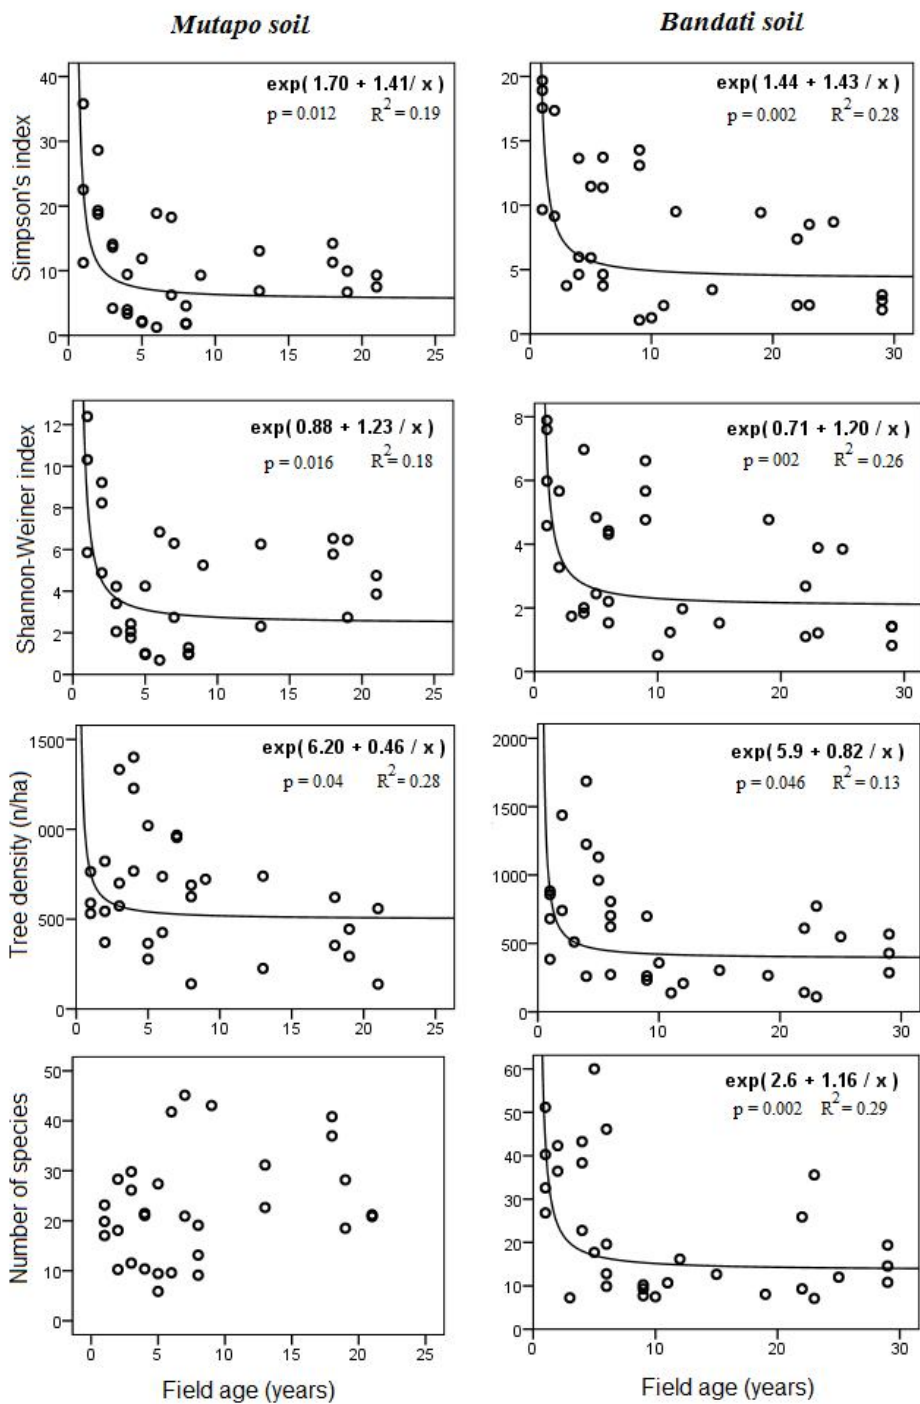 Mutapo soil
Bandati soil
Simpson's index
exp( 1.70 + 1.41/ x )
p = 0.012 R² = 0.19
40
30
20
10
0
0 5 10 15 20 25
exp( 1.44 + 1.43/ x )
p = 0.002 R² = 0.28
20
15
10
5
0
0 10 20 30
Shannon-Weiner index
exp( 0.88 + 1.23 / x )
p = 0.016 R² = 0.18
12
10
8
6
4
2
0
0 5 10 15 20 25
exp( 0.71 + 1.20 / x )
p = 002 R² = 0.26
8
6
4
2
0
0 10 20 30
Tree density (n/ha)
exp( 6.20 + 0.46 / x )
p = 0.04 R² = 0.28
1500
000
500
0
0 5 10 15 20 25
exp( 5.9 + 0.82 / x )
p = 0.046 R² = 0.13
2000
1500
1000
500
0
0 10 20 30
Number of species
50
40
30
20
10
0
0 5 10 15 20 25
Field age (years)
exp( 2.6 + 1.16 / x )
p = 0.002 R² = 0.29
60
50
40
30
20
10
0
0 10 20 30
Field age (years)